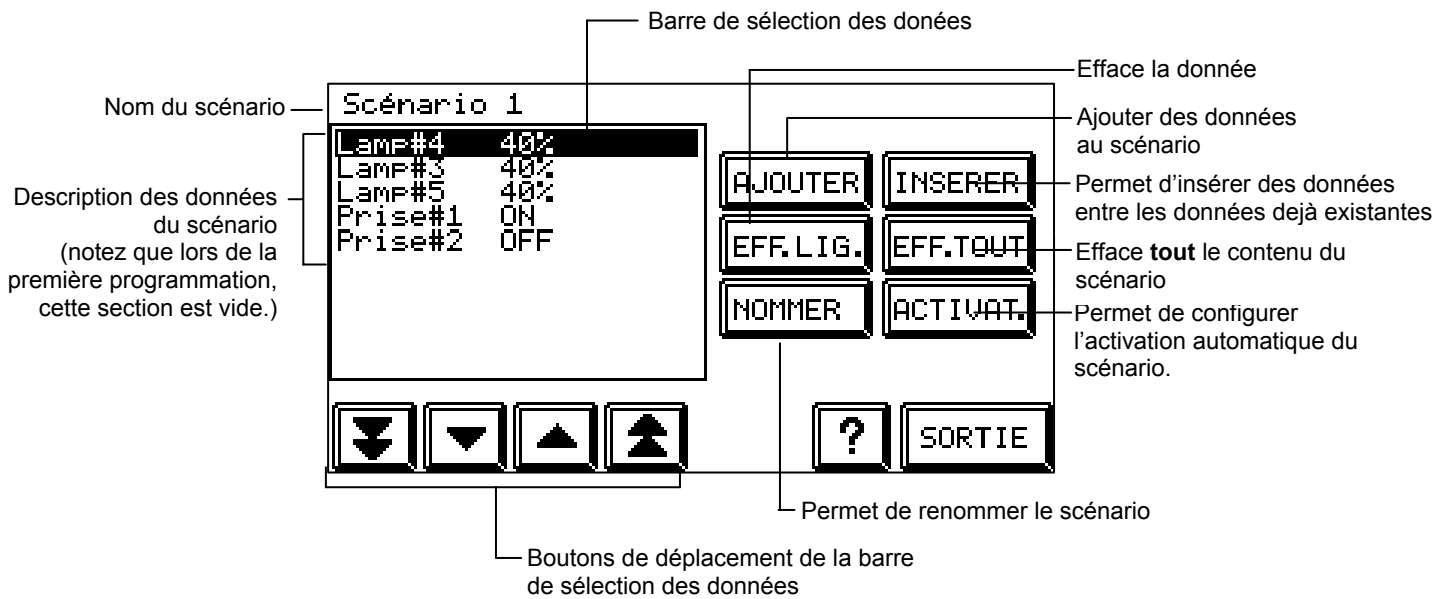 Barre de sélection des donées
Efface la donnée
Nom du scénario
Scénario 1
Ajouter des données
au scénario
Lamp#4 40%
Lamp#3 40%
Lamp#5 40%
Prise#1 ON
Prise#2 OFF
Description des données
du scénario
(notez que lors de la
première programmation,
cette section est vide.)
AJOUTER INSERER
Permet d’insérer des données
entre les données dejà existantes
EFF.LIG. EFF.TOUT
Efface tout le contenu du
scénario
NOMMER ACTIVAT.
Permet de configurer
l’activation automatique du
scénario.
? SORTIE
Permet de renommer le scénario
Boutons de déplacement de la barre
de sélection des données